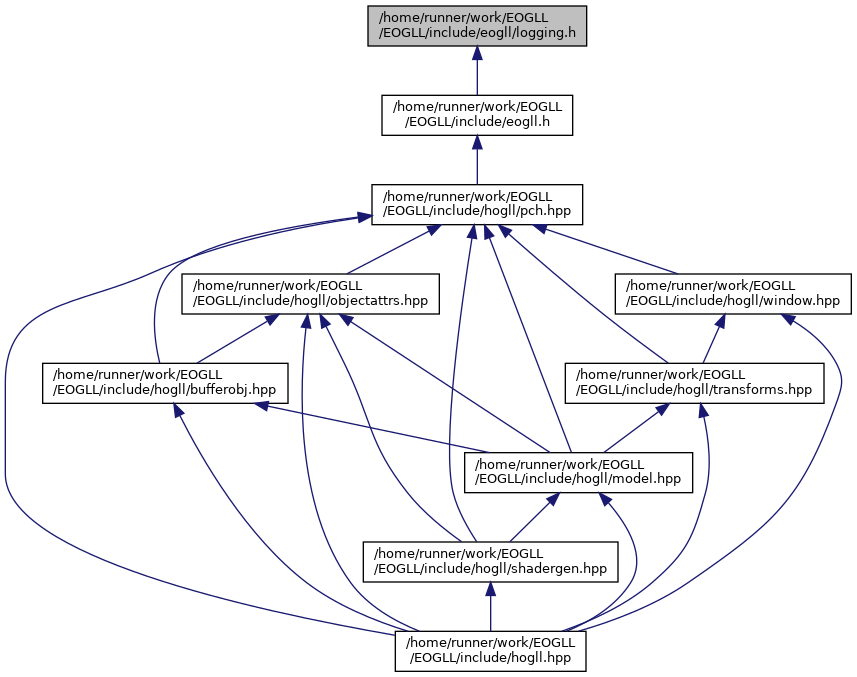 /home/runner/work/EOGLL
/EOGLL/include/eogll/logging.h
/home/runner/work/EOGLL
/EOGLL/include/eogll.h
/home/runner/work/EOGLL
/EOGLL/include/hogll/pch.hpp
/home/runner/work/EOGLL
/EOGLL/include/hogll/objectattrs.hpp
/home/runner/work/EOGLL
/EOGLL/include/hogll/window.hpp
/home/runner/work/EOGLL
/EOGLL/include/hogll/bufferobj.hpp
/home/runner/work/EOGLL
/EOGLL/include/hogll/transforms.hpp
/home/runner/work/EOGLL
/EOGLL/include/hogll/model.hpp
/home/runner/work/EOGLL
/EOGLL/include/hogll/shadergen.hpp
/home/runner/work/EOGLL
/EOGLL/include/hogll.hpp